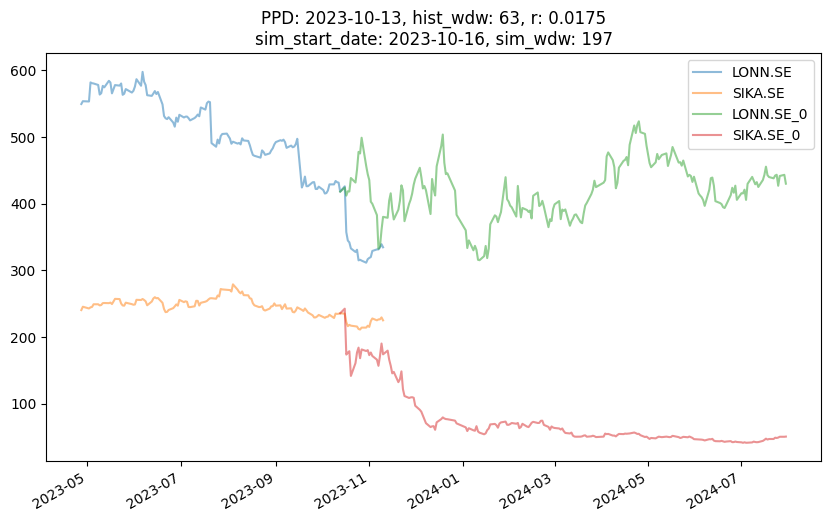 PPD: 2023-10-13, hist_wdw: 63, r: 0.0175
sim_start_date: 2023-10-16, sim_wdw: 197
LONN.SE
SIKA.SE
LONN.SE_0
SIKA.SE_0
600
500
400
300
200
100
2023-05
2023-07
2023-09
2023-11
2024-01
2024-03
2024-05
2024-07